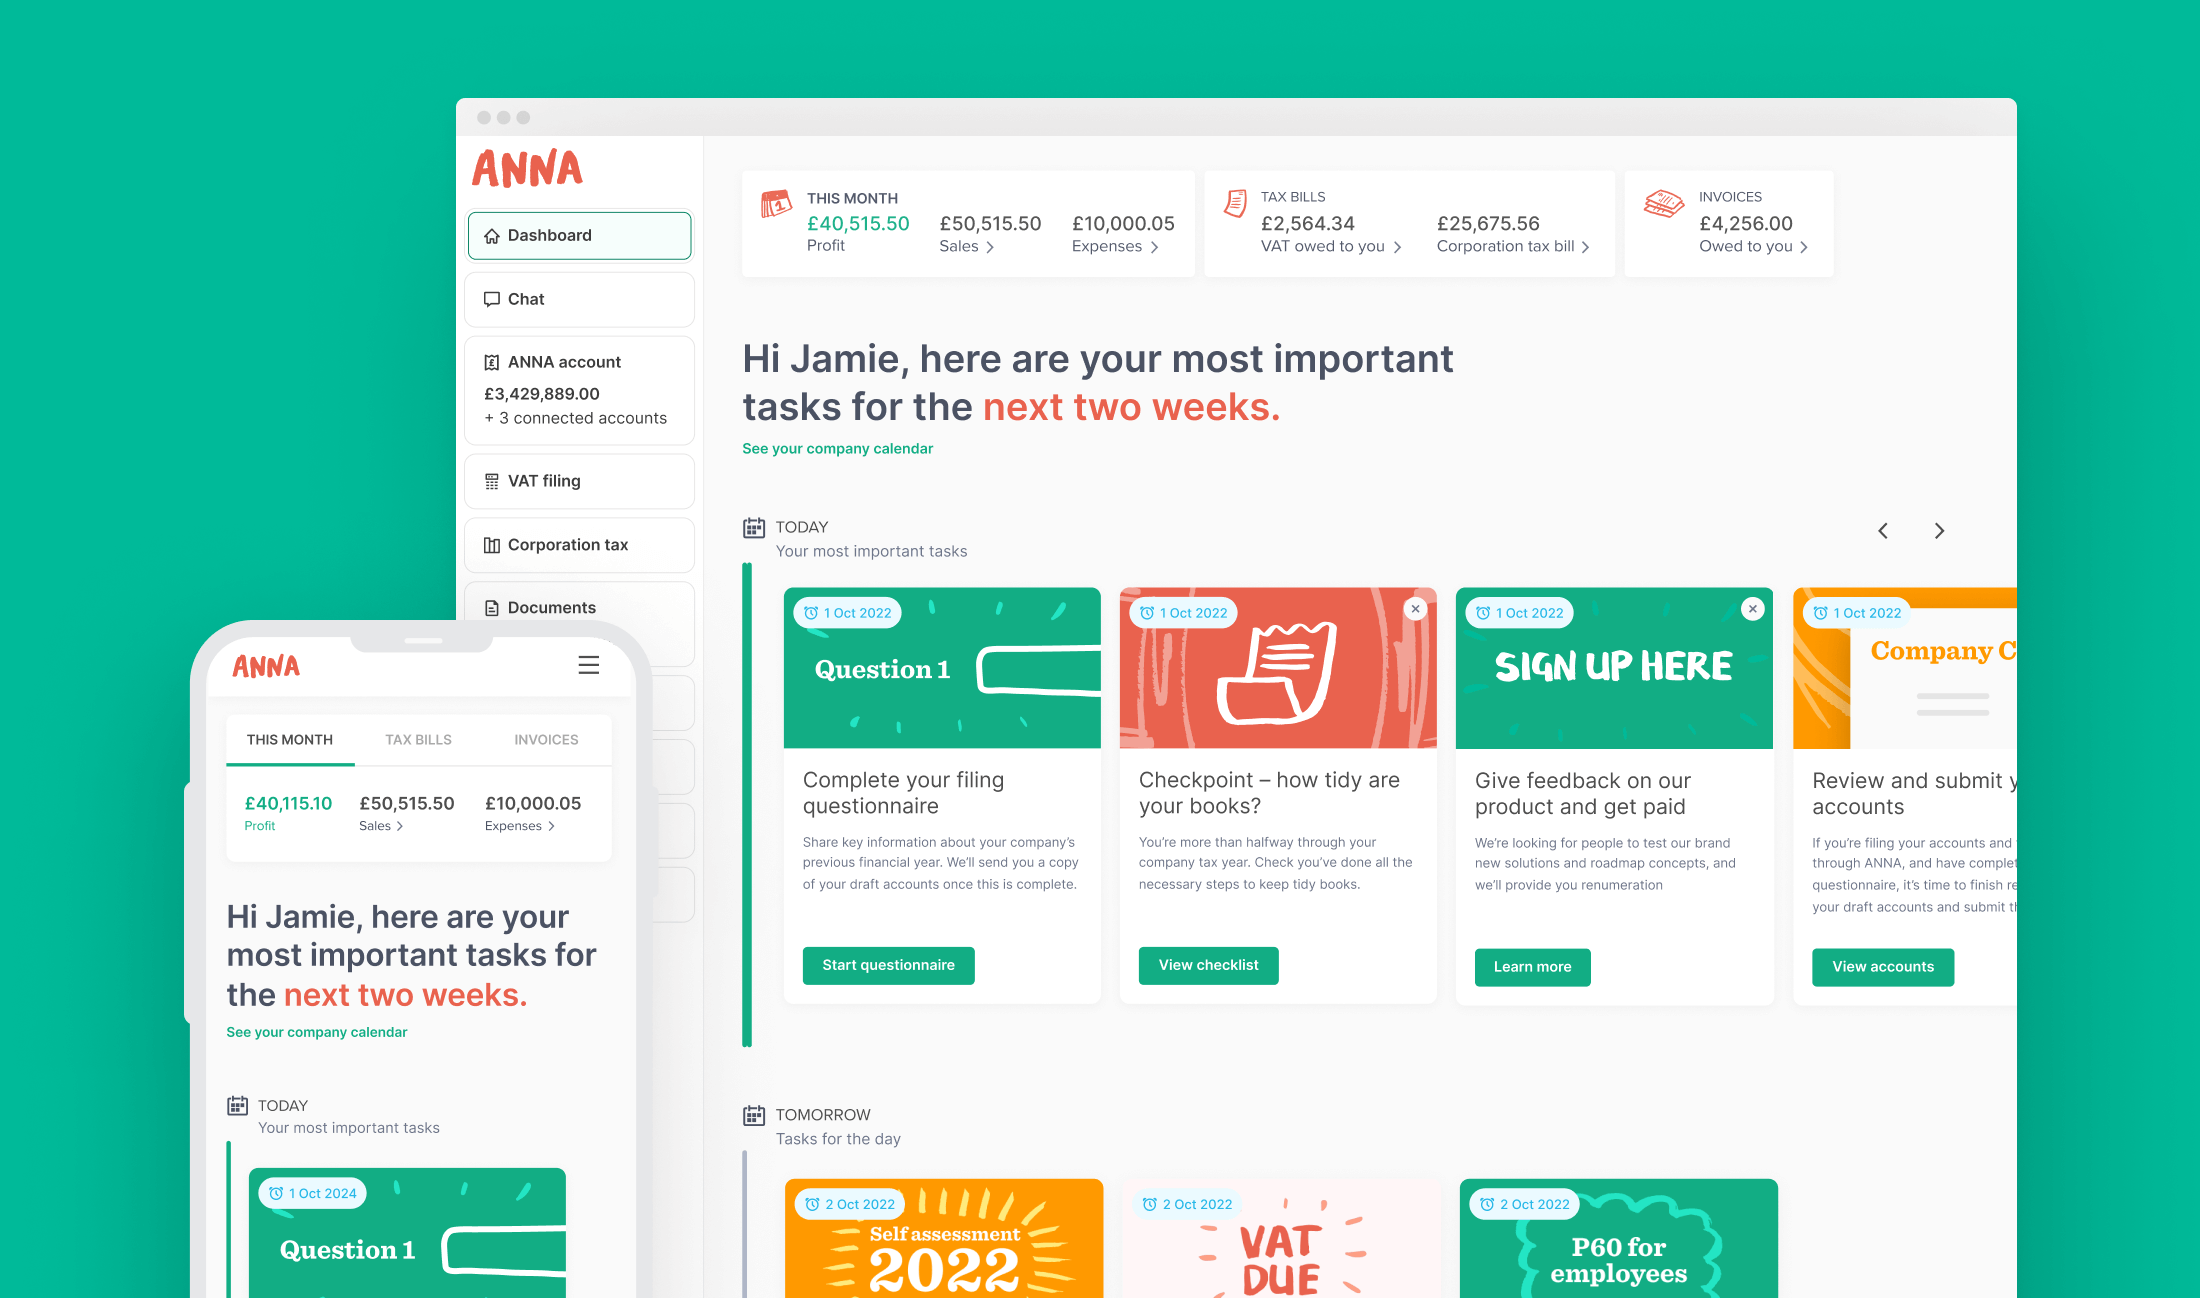 ANNA
Dashboard
Chat
ANNA account
£3,429,889.00
+ 3 connected accounts
VAT filing
Corporation tax
Documents
THIS MONTH
£40,515.50
Profit
£50,515.50
Sales
£10,000.05
Expenses
TAX BILLS
£2,564.34
VAT owed to you
£25,675.56
Corporation tax bill
INVOICES
£4,256.00
Owed to you
Hi Jamie, here are your most important
tasks for the next two weeks.
See your company calendar
TODAY
Your most important tasks
1 Oct 2022
Question 1
Complete your filing
questionnaire
Share key information about your company's
previous financial year. We'll send you a copy
of your draft accounts once this is complete.
Start questionnaire
1 Oct 2022
Checkpoint – how tidy are
your books?
You're more than halfway through your
company tax year. Check you've done all the
necessary steps to keep tidy books.
View checklist
1 Oct 2022
SIGN UP HERE
Give feedback on our
product and get paid
We're looking for people to test our brand
new solutions and roadmap concepts, and
we'll provide you renumeration
Learn more
1 Oct 2022
Company C
Review and submit y
accounts
If you're filing your accounts and
through ANNA, and have complet
questionnaire, it's time to finish re
your draft accounts and submit th
View accounts
TOMORROW
Tasks for the day
2 Oct 2022
Self assessment
2022
2 Oct 2022
VAT
DUE
2 Oct 2022
P60 for
employees
ANNA
THIS MONTH
TAX BILLS
INVOICES
£40,115.10
Profit
£50,515.50
Sales
£10,000.05
Expenses
Hi Jamie, here are your
most important tasks for
the next two weeks.
See your company calendar
TODAY
Your most important tasks
1 Oct 2024
Question 1